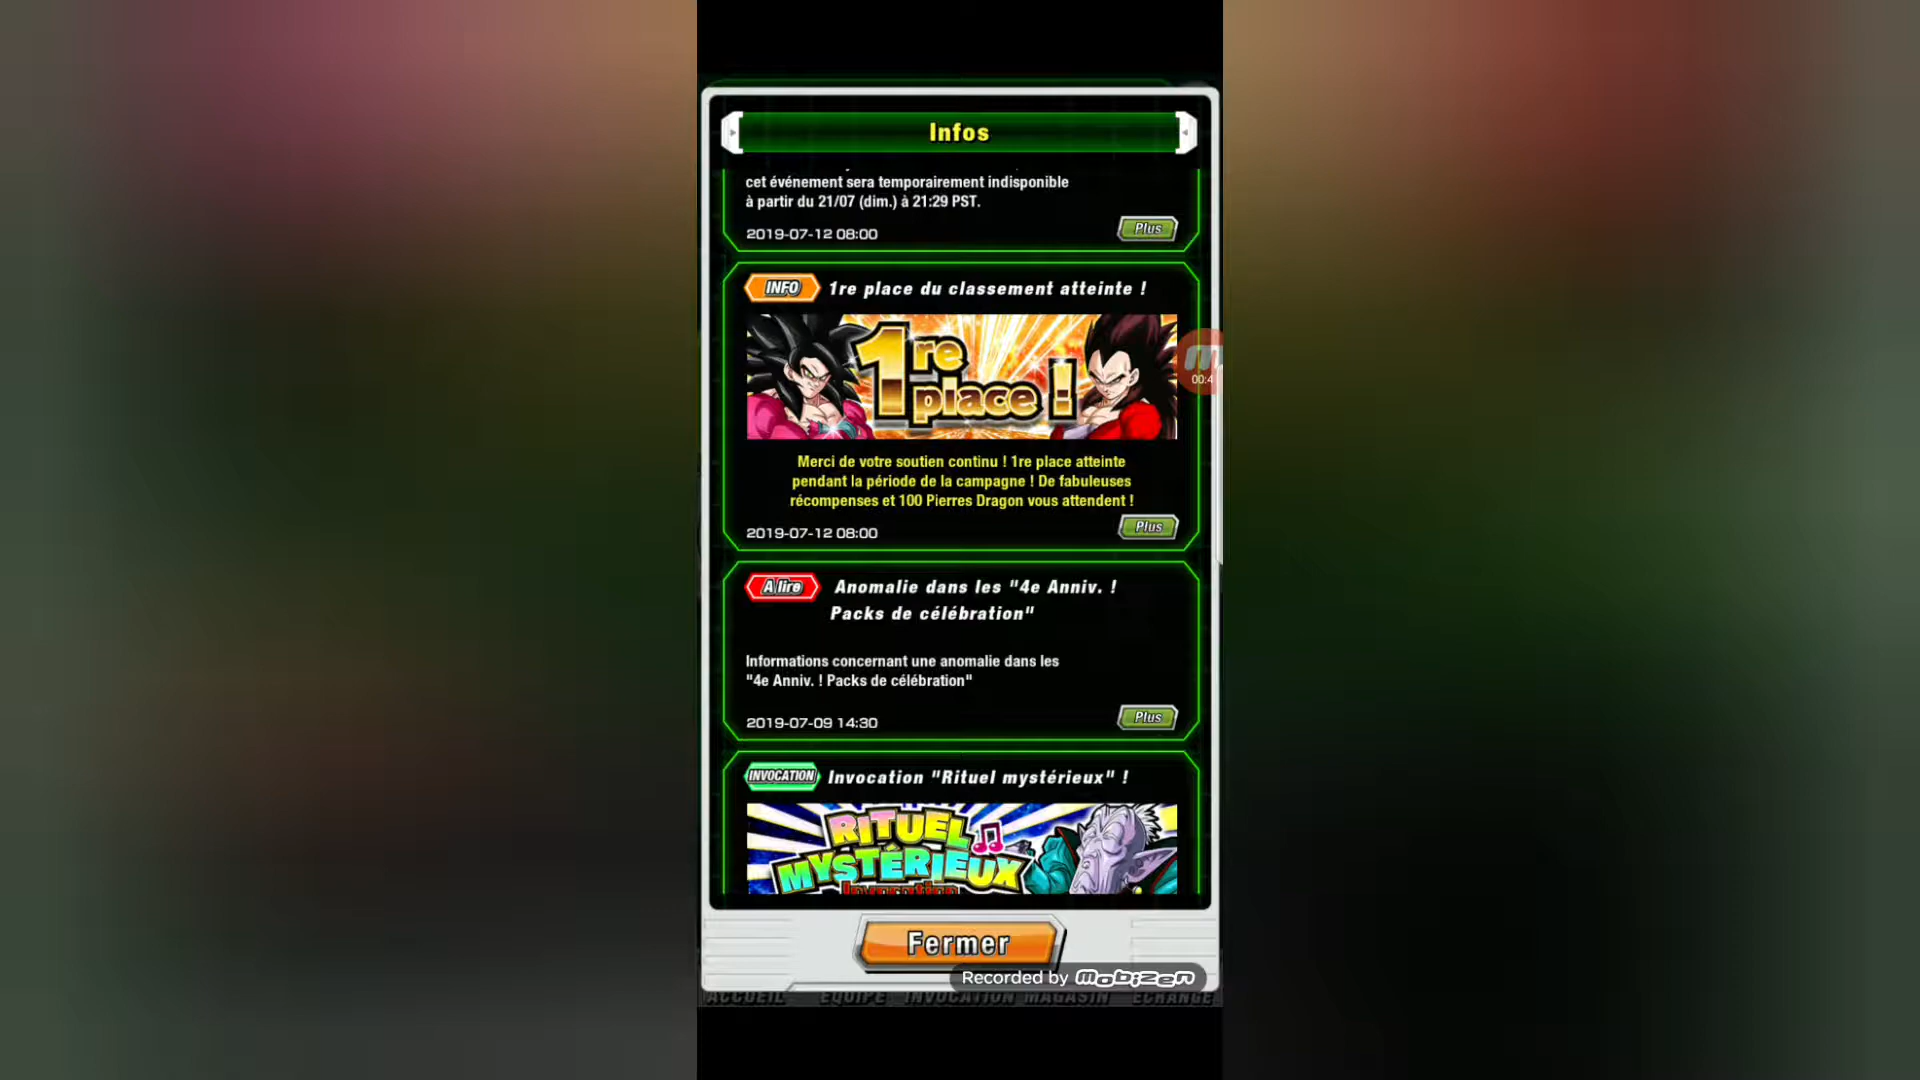 Infos
cet événement sera temporairement indisponible
à partir du 21/07 (dim.) à 21:29 PST.
2019-07-12 08:00
Plus
INFO
1re place du classement atteinte !
1re
place !
Merci de votre soutien continu ! 1re place atteinte
pendant la période de la campagne ! De fabuleuses
récompenses et 100 Pierres Dragon vous attendent !
2019-07-12 08:00
Plus
00:4
A lire
Anomalie dans les "4e Anniv. !
Packs de célébration"
Informations concernant une anomalie dans les
"4e Anniv. ! Packs de célébration"
2019-07-09 14:30
Plus
INVOCATION
Invocation "Rituel mystérieux" !
RITUEL
MYSTÉRIEUX
Invocation
Fermer
Recorded by mobizen
ACCUEIL ÉQUIPE INVOCATION MAGASIN ÉCHANGE